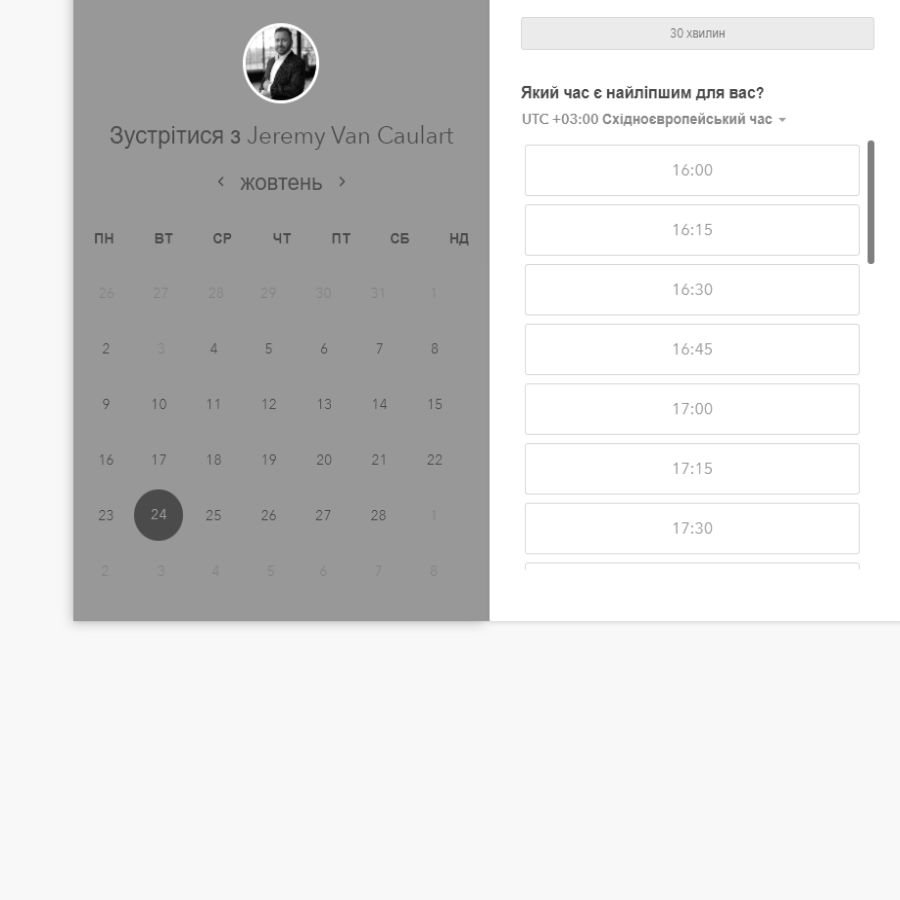 Зустрітися з Jeremy Van Caulart
жовтень
ПН ВТ СР ЧТ ПТ СБ НД
26 27 28 29 30 31 1
2 3 4 5 6 7 8
9 10 11 12 13 14 15
16 17 18 19 20 21 22
23 24 25 26 27 28 1
2 3 4 5 6 7 8
30 хвилин
Який час є найліпшим для вас?
UTC +03:00 Східноєвропейський час
16:00
16:15
16:30
16:45
17:00
17:15
17:30